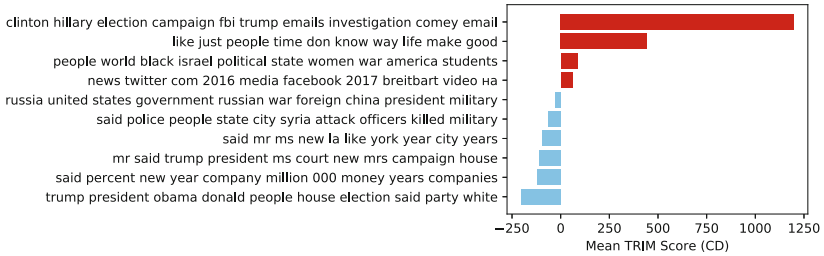 clinton hillary election campaign fbi trump emails investigation comey email
like just people time don know way life make good
people world black israel political state women war america students
news twitter com 2016 media facebook 2017 breitbart video на
russia united states government russian war foreign china president military
said police people state city syria attack officers killed military
said mr ms new la like york year city years
mr said trump president ms court new mrs campaign house
said percent new year company million 000 money years companies
trump president obama donald people house election said party white
−250 0 250 500 750 1000 1250
Mean TRIM Score (CD)